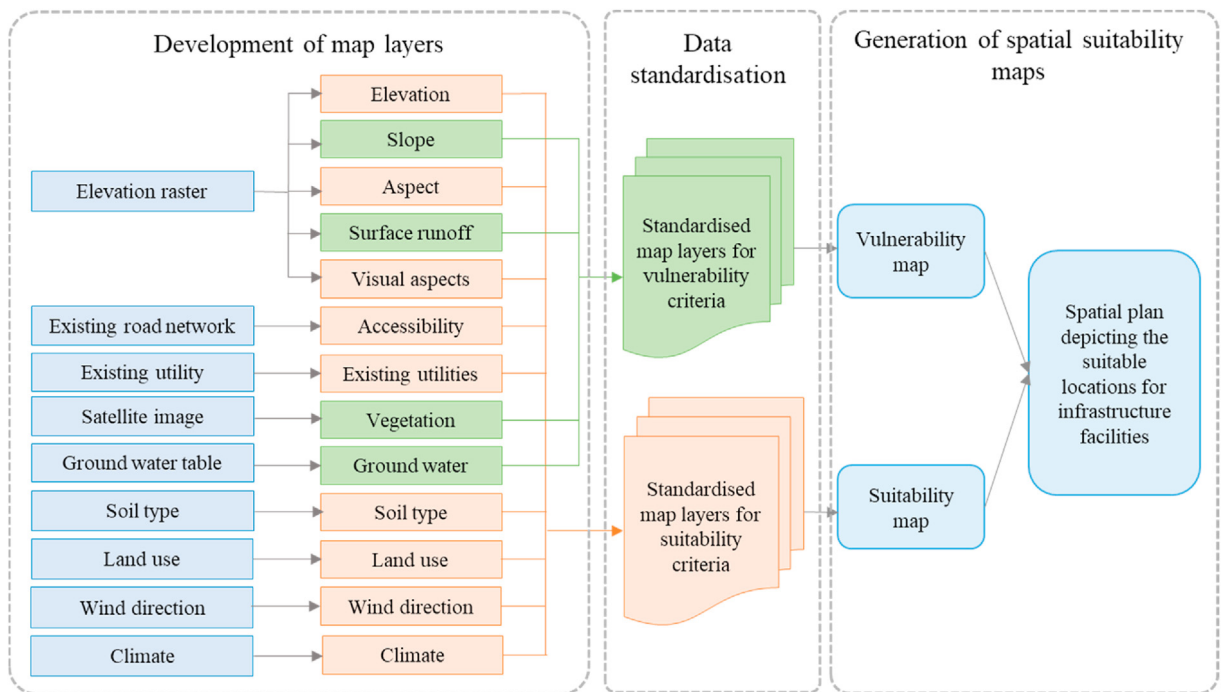 Development of map layers
Elevation raster
Existing road network
Existing utility
Satellite image
Ground water table
Soil type
Land use
Wind direction
Climate
Elevation
Slope
Aspect
Surface runoff
Visual aspects
Accessibility
Existing utilities
Vegetation
Ground water
Soil type
Land use
Wind direction
Climate
Data
standardisation
Standardised
map layers for
vulnerability
criteria
Standardised
map layers for
suitability
criteria
Generation of spatial suitability
maps
Vulnerability
map
Suitability
map
Spatial plan
depicting the
suitable
locations for
infrastructure
facilities